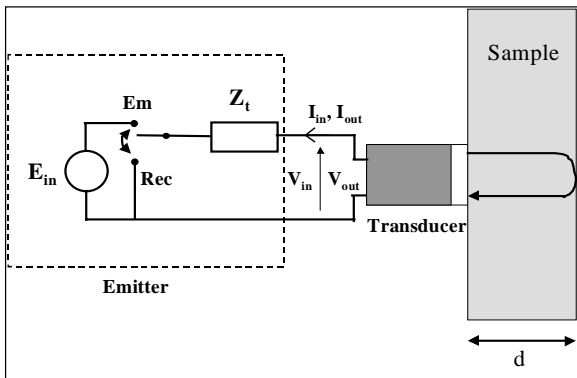 Sample
Em
Z_t
I_in, I_out
E_in
Rec
V_in
V_out
Transducer
Emitter
d